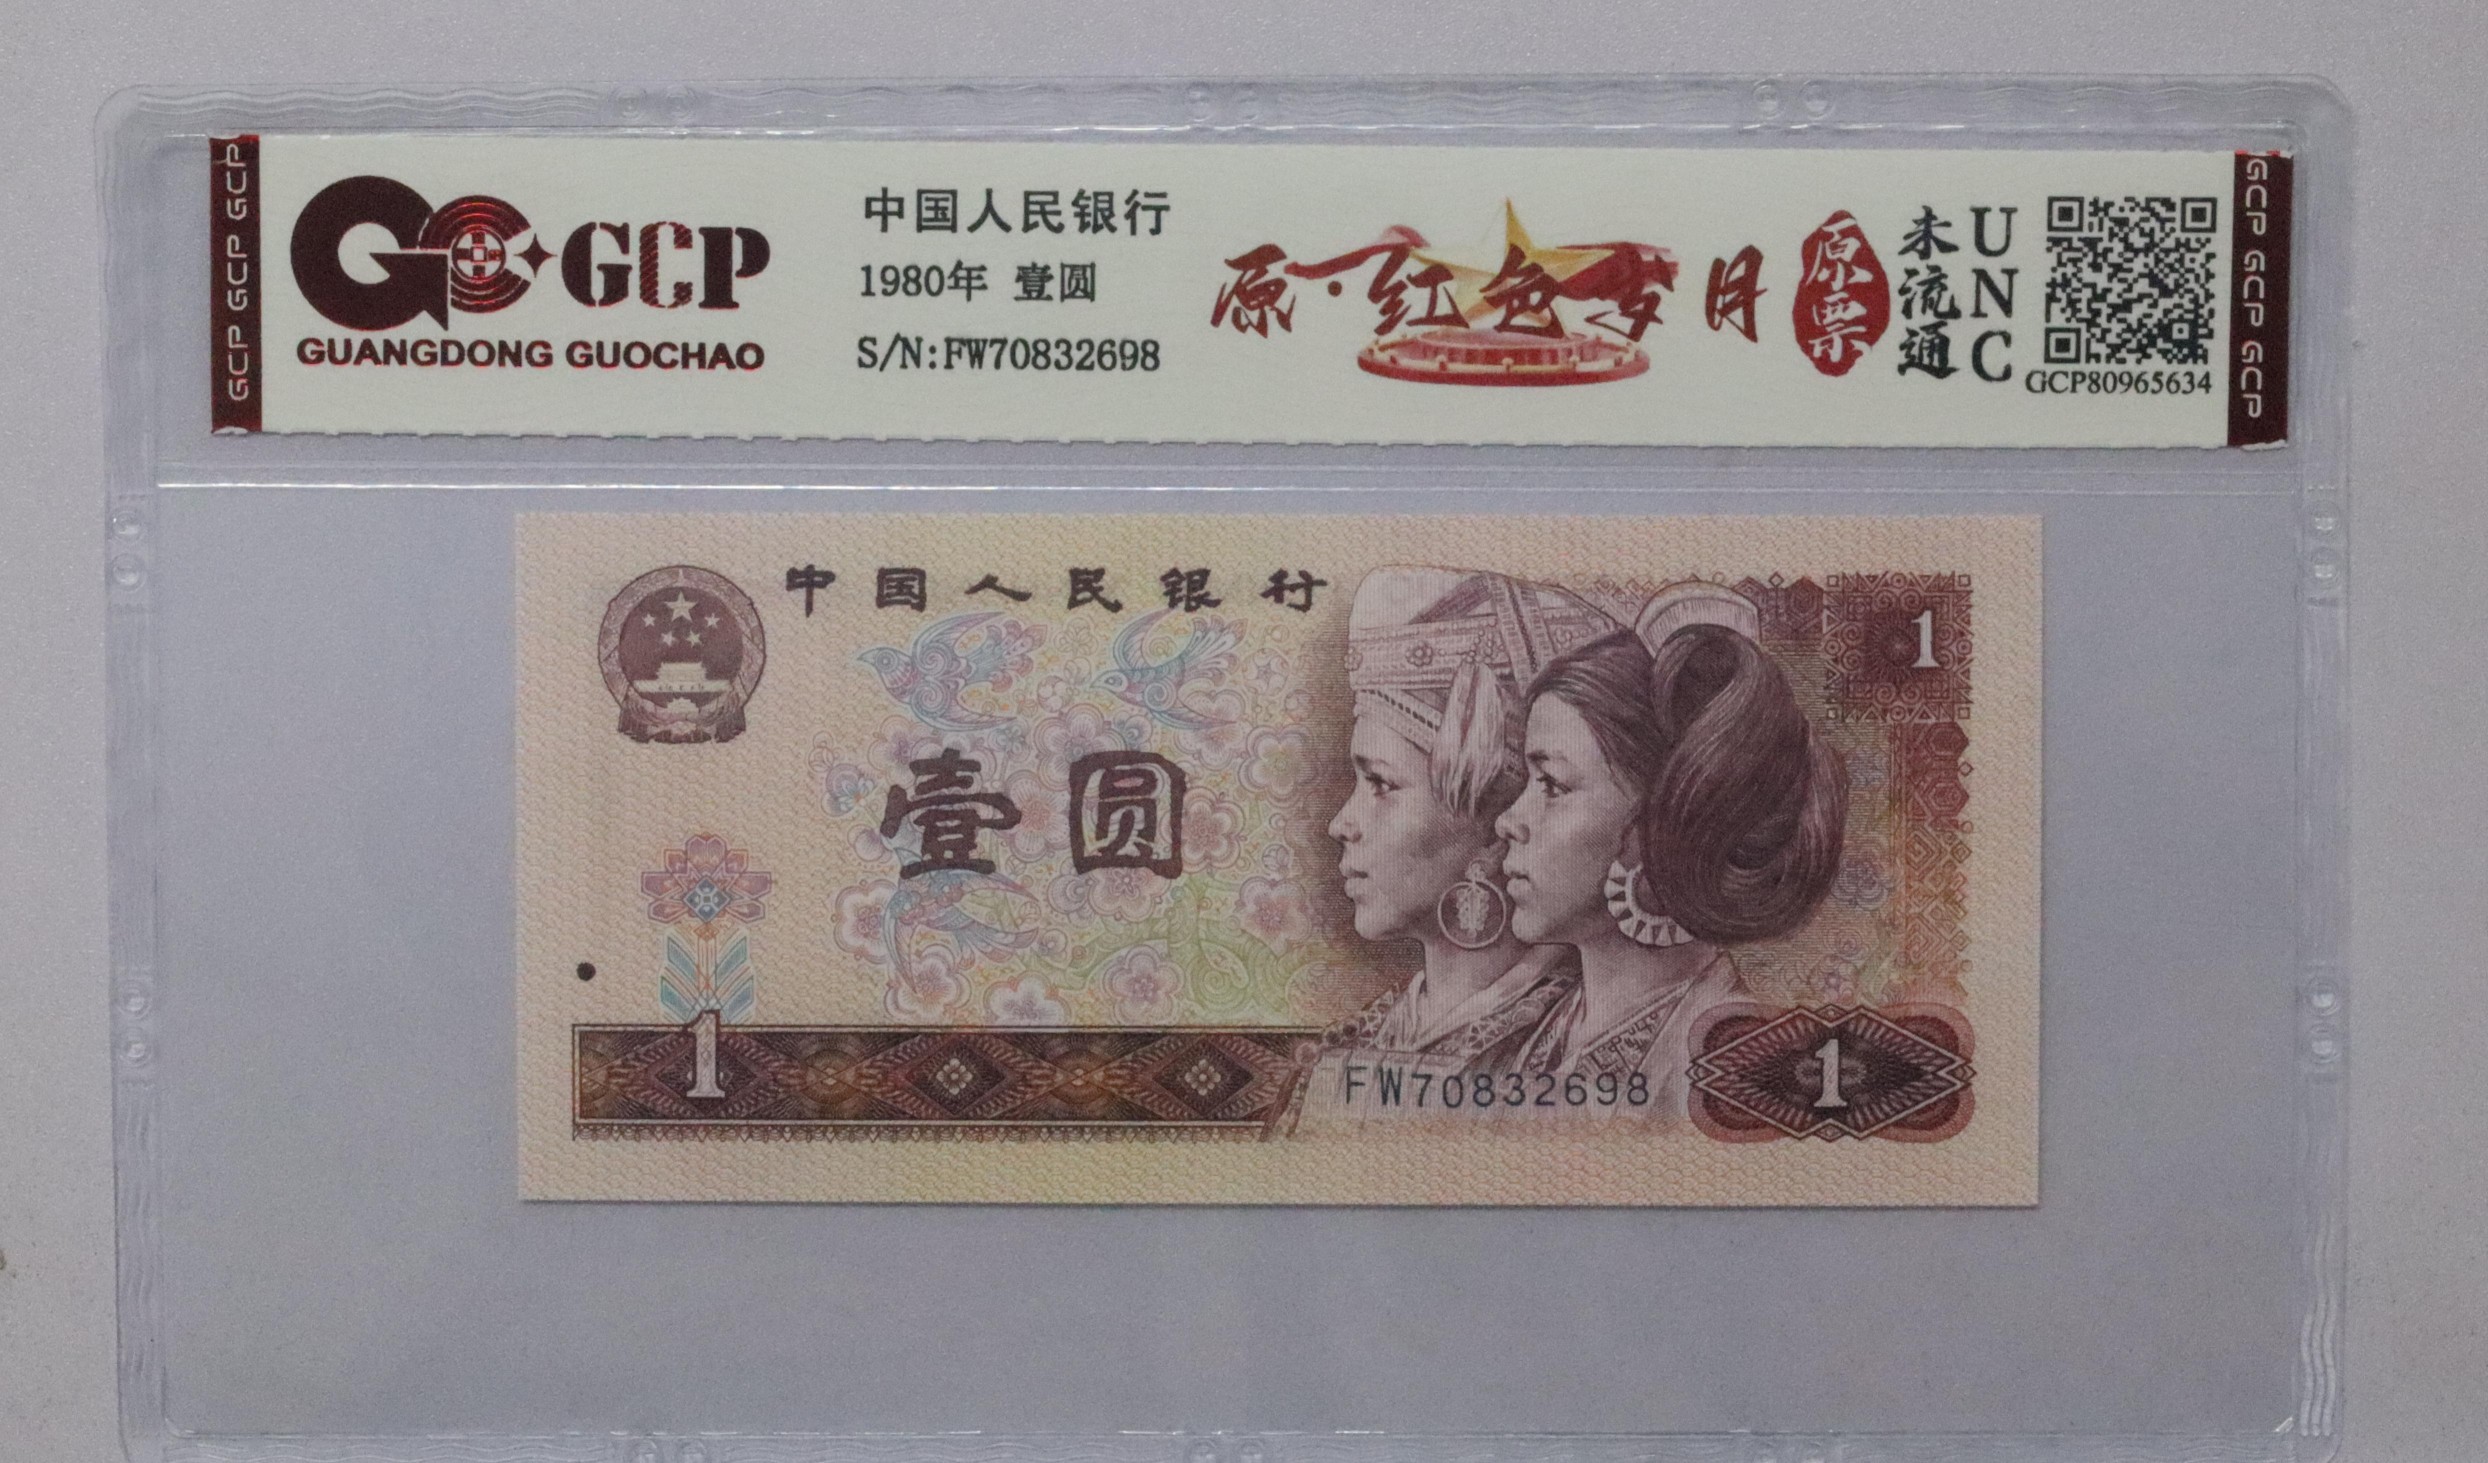 GCP GCP GCP
GCP
GUANGDONG GUOCHAO
中国人民银行
1980年 壹圆
S/N:FW70832698
原·红色岁月
原票
未流通
UNC
GCP80965634
GCP GCP GCP
中国人民银行
1
壹圆
1
FW70832698
1